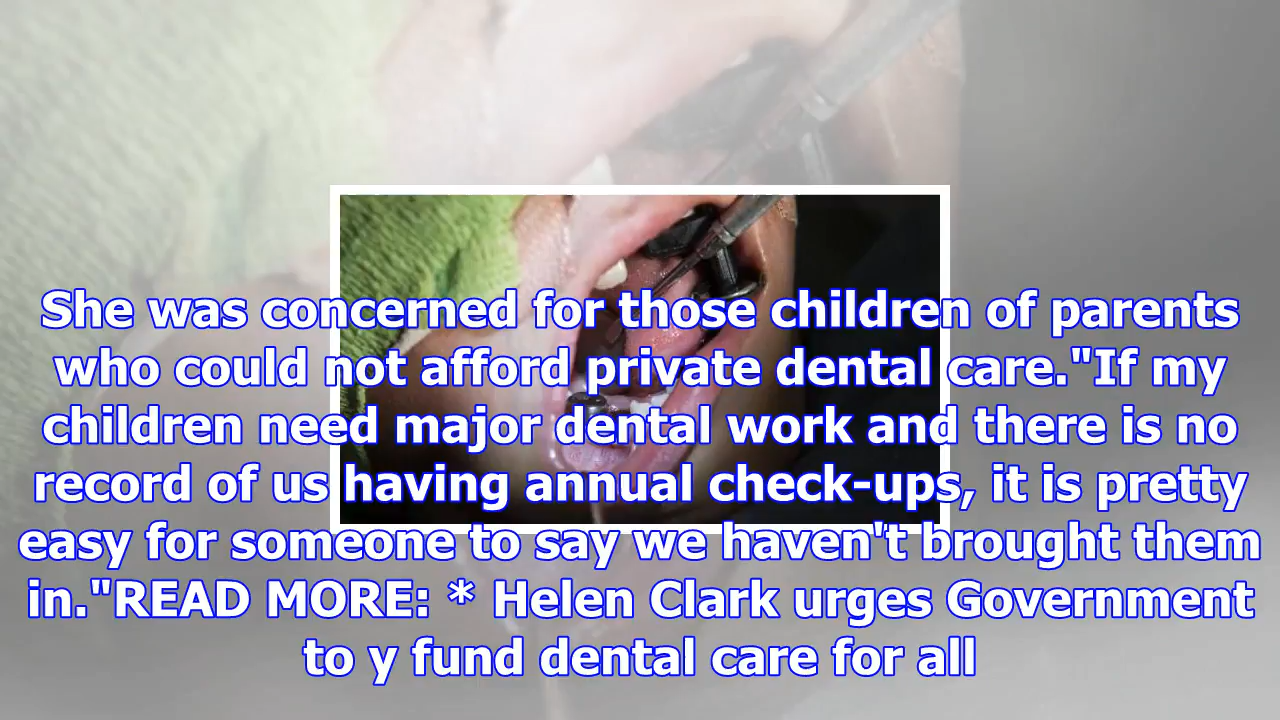 She was concerned for those children of parents
who could not afford private dental care."If my
children need major dental work and there is no
record of us having annual check-ups, it is pretty
easy for someone to say we haven't brought them
in."READ MORE: * Helen Clark urges Government
to y fund dental care for all